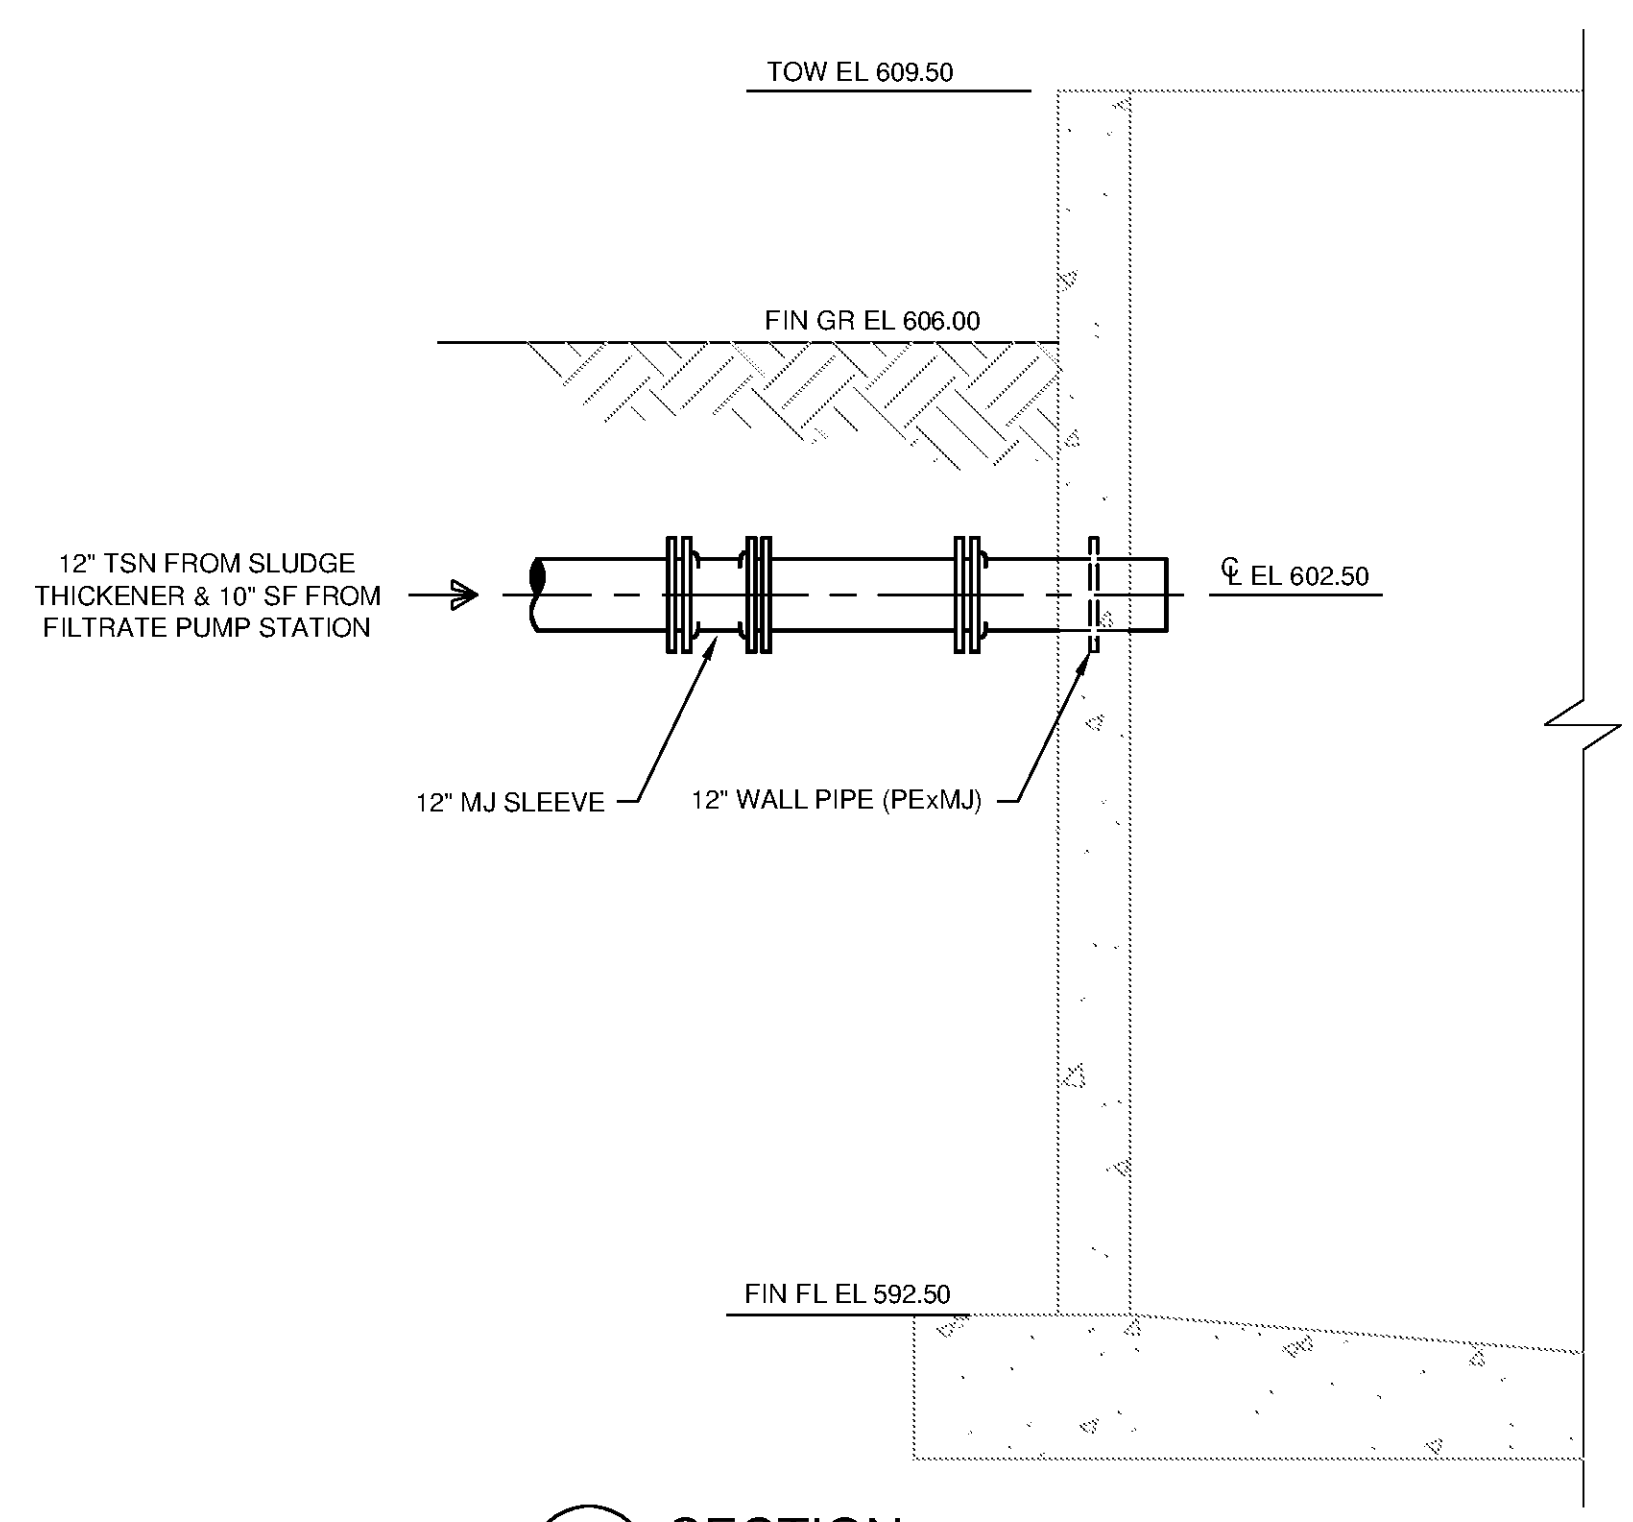 TOW EL 609.50
FIN GR EL 606.00
12" TSN FROM SLUDGE
THICKENER & 10" SF FROM
FILTRATE PUMP STATION
℄ EL 602.50
12" MJ SLEEVE
12" WALL PIPE (PExMJ)
FIN FL EL 592.50
SECTION